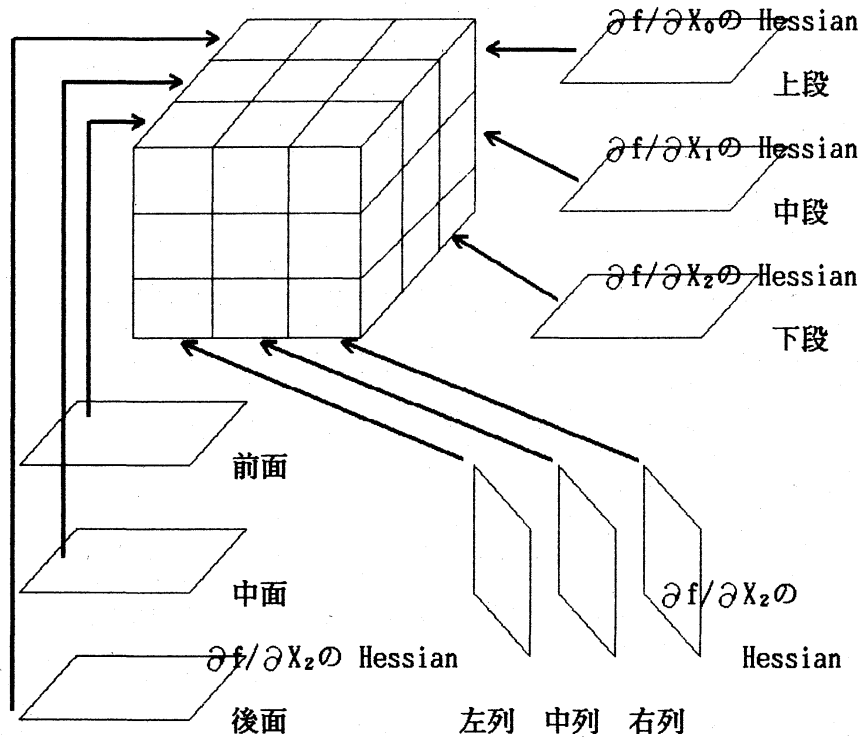 ∂f/∂X₀の Hessian
上段
∂f/∂X₁の Hessian
中段
∂f/∂X₂の Hessian
下段
前面
中面
∂f/∂X₂の Hessian
後面
∂f/∂X₂の
Hessian
左列 中列 右列